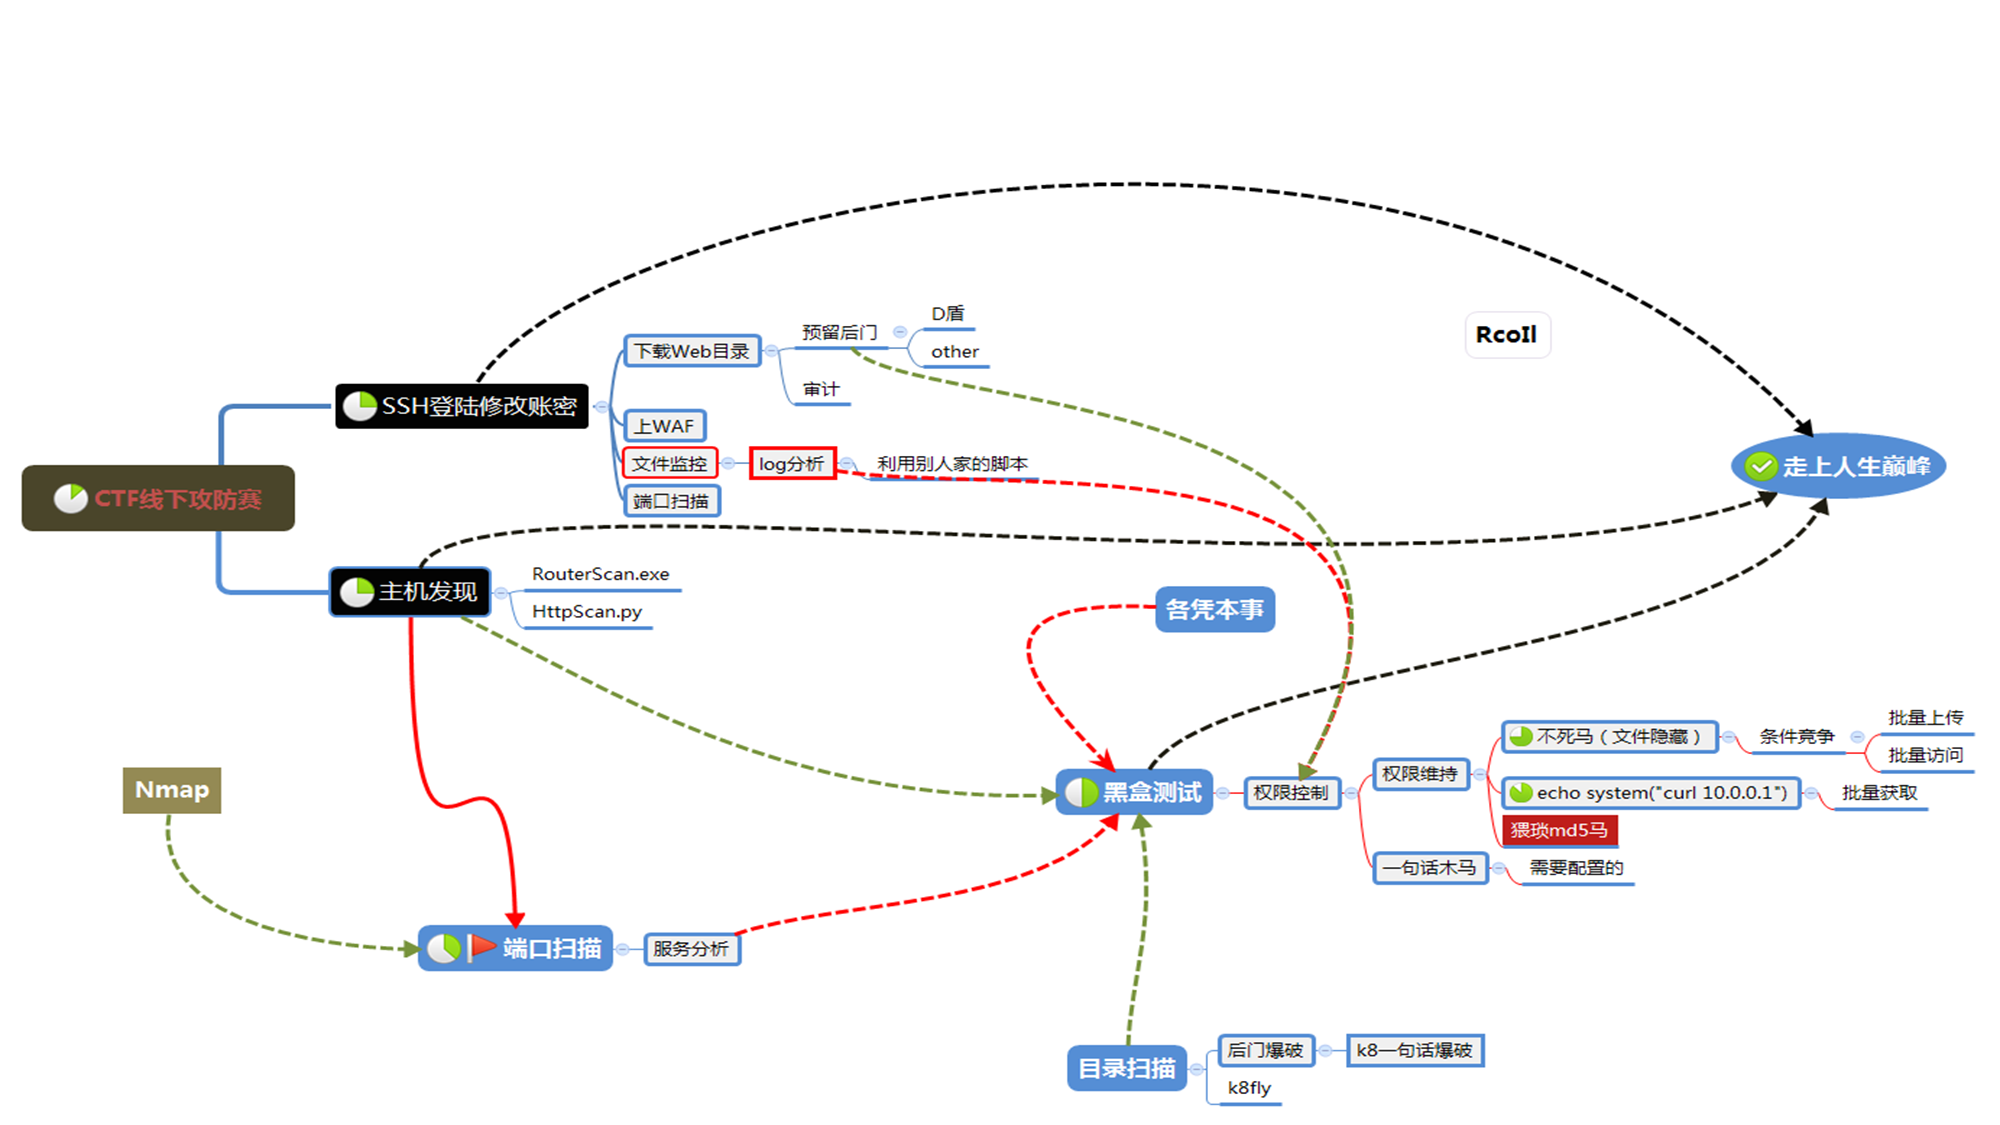 D盾
预留后门
other
下载Web目录
审计
RcoIl
SSH登陆修改账密
上WAF
文件监控
log分析
利用别人家的脚本
走上人生巅峰
端口扫描
CTF线下攻防赛
RouterScan.exe
主机发现
HttpScan.py
各凭本事
批量上传
不死马（文件隐藏）
条件竞争
批量访问
权限维持
Nmap
黑盒测试
权限控制
echo system("curl 10.0.0.1")
批量获取
猥琐md5马
一句话木马
需要配置的
端口扫描
服务分析
后门爆破
k8一句话爆破
目录扫描
k8fly